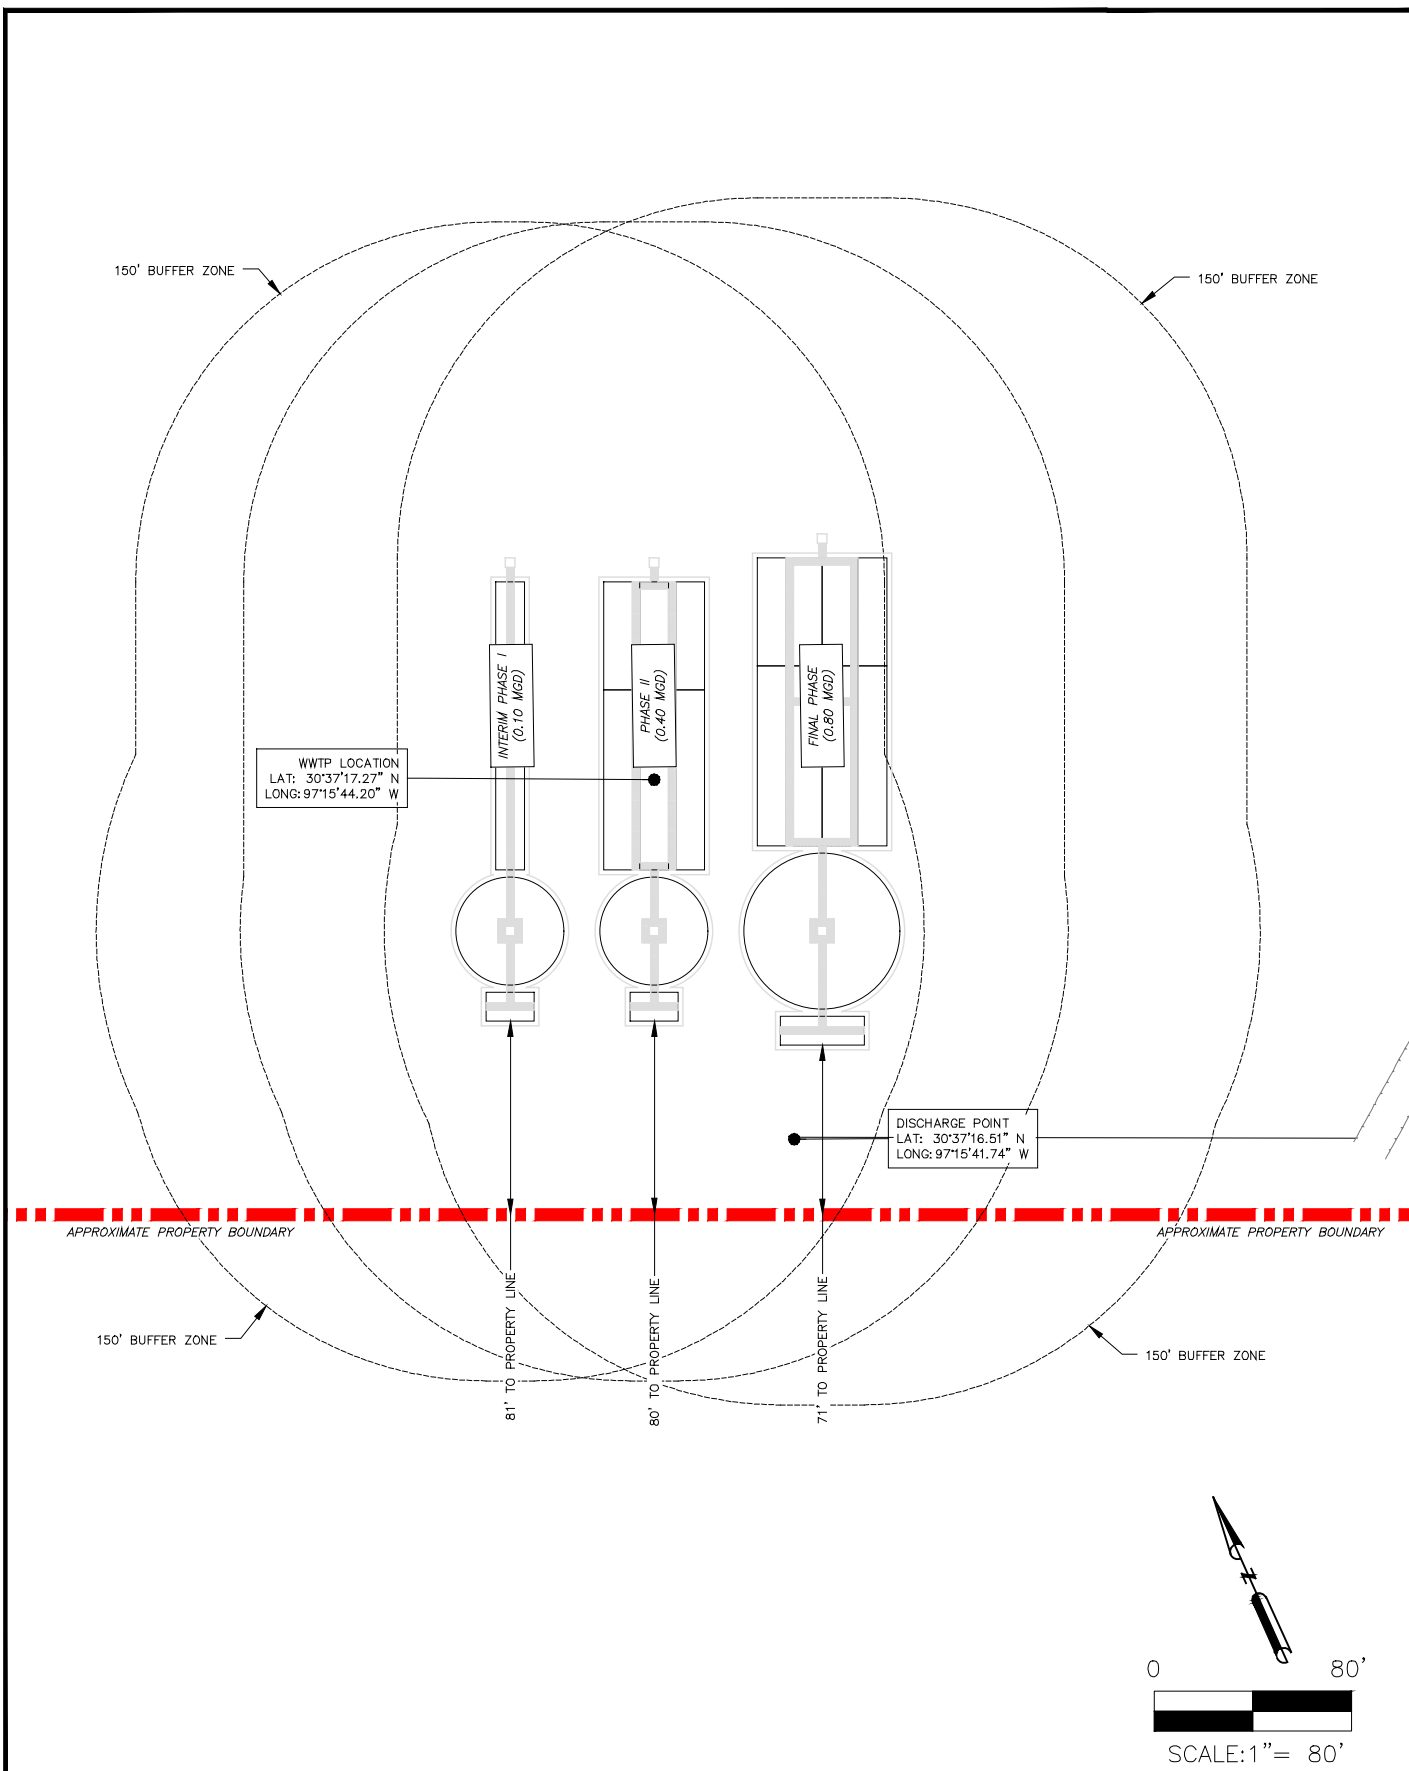 150' BUFFER ZONE
150' BUFFER ZONE
INTERIM PHASE I
(0.10 MGD)
PHASE II
(0.40 MGD)
FINAL PHASE
(0.80 MGD)
WWTP LOCATION
LAT: 30°37'17.27" N
LONG: 97°15'44.20" W
DISCHARGE POINT
LAT: 30°37'16.51" N
LONG: 97°15'41.74" W
APPROXIMATE PROPERTY BOUNDARY
APPROXIMATE PROPERTY BOUNDARY
81' TO PROPERTY LINE
80' TO PROPERTY LINE
71' TO PROPERTY LINE
150' BUFFER ZONE
150' BUFFER ZONE
N
0 80'
SCALE:1"= 80'